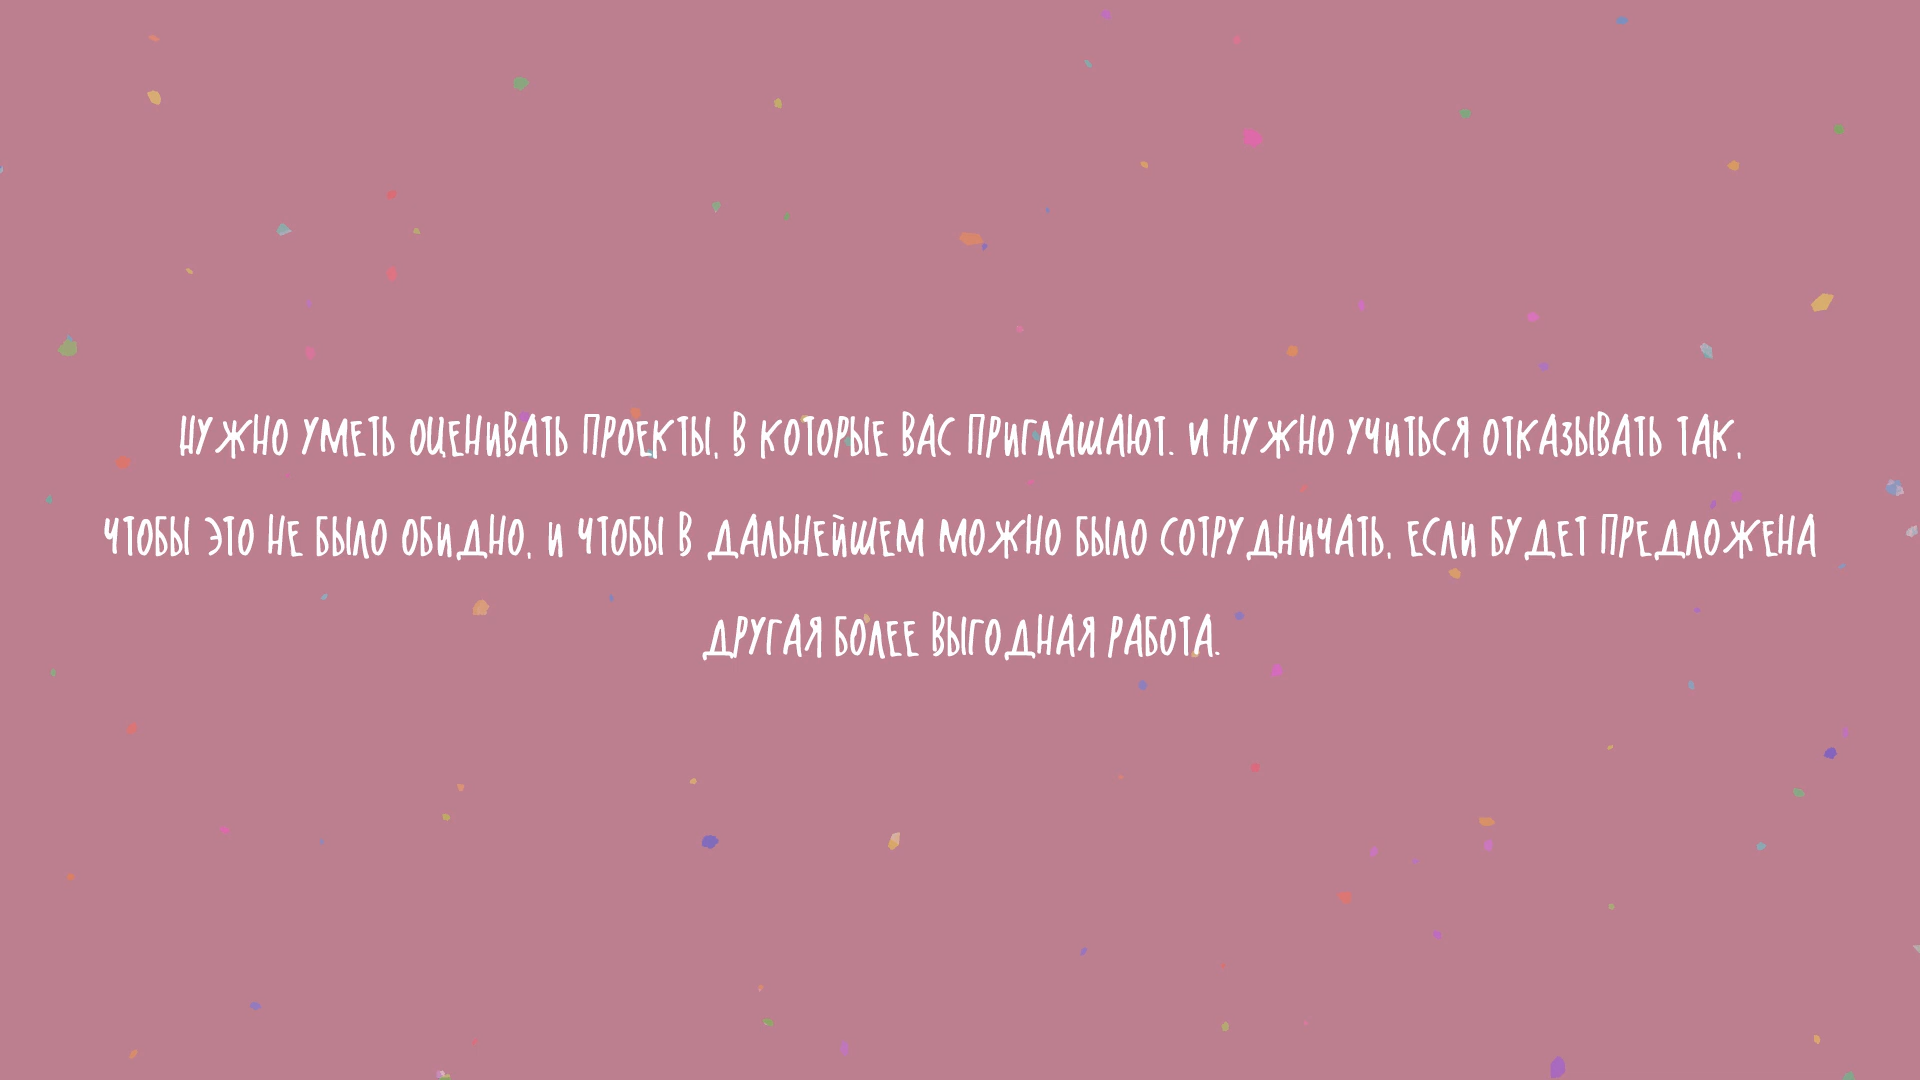 НУЖНО УМЕТЬ ОЦЕНИВАТЬ ПРОЕКТЫ, В КОТОРЫЕ ВАС ПРИГЛАШАЮТ. И НУЖНО УЧИТЬСЯ ОТКАЗЫВАТЬ ТАК,
ЧТОБЫ ЭТО НЕ БЫЛО ОБИДНО, И ЧТОБЫ В ДАЛЬНЕЙШЕМ МОЖНО БЫЛО СОТРУДНИЧАТЬ, ЕСЛИ БУДЕТ ПРЕДЛОЖЕНА
ДРУГАЯ БОЛЕЕ ВЫГОДНАЯ РАБОТА.